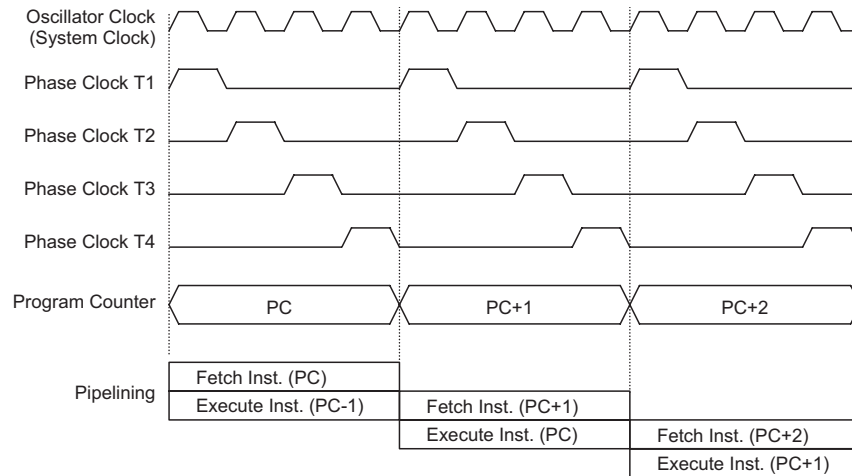 Oscillator Clock
(System Clock)
Phase Clock T1
Phase Clock T2
Phase Clock T3
Phase Clock T4
Program Counter
PC
PC+1
PC+2
Pipelining
Fetch Inst. (PC)
Execute Inst. (PC-1)
Fetch Inst. (PC+1)
Execute Inst. (PC)
Fetch Inst. (PC+2)
Execute Inst. (PC+1)